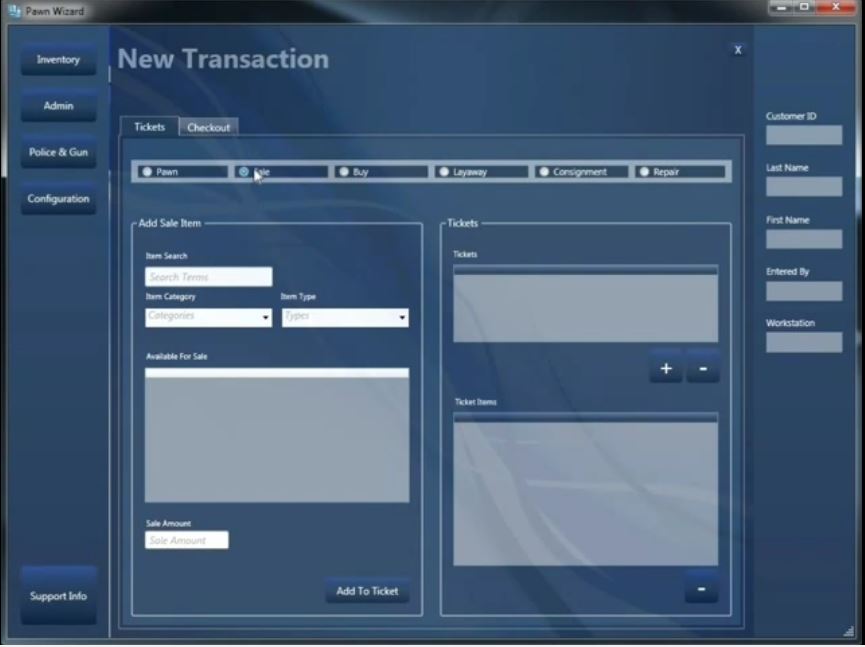 Pawn Wizard
Inventory
Admin
Police & Gun
Configuration
Support Info
New Transaction
X
Tickets
Checkout
Pawn
Sale
Buy
Layaway
Consignment
Repair
Add Sale Item
Item Search
Search Terms
Item Category
Item Type
Categories
Types
Available For Sale
Sale Amount
Sale Amount
Add To Ticket
Tickets
Tickets
+
-
Ticket Items
-
Customer ID
Last Name
First Name
Entered By
Workstation